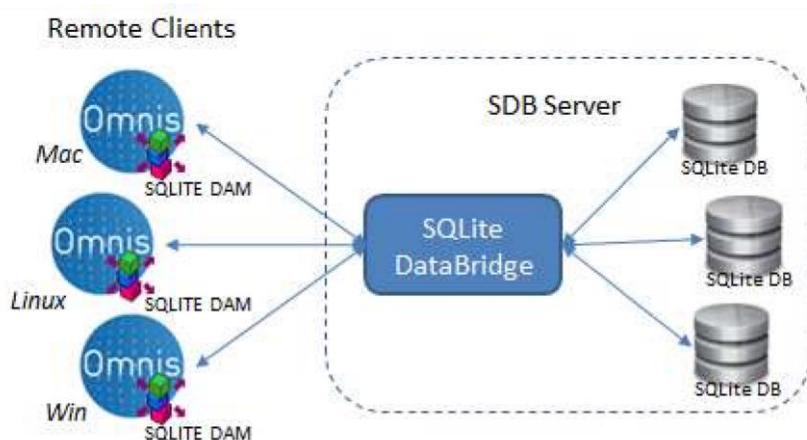 Remote Clients
Omnis
Mac
SQLITE DAM
Omnis
Linux
SQLITE DAM
Omnis
Win
SQLITE DAM
SDB Server
SQLite
DataBridge
SQLite DB
SQLite DB
SQLite DB